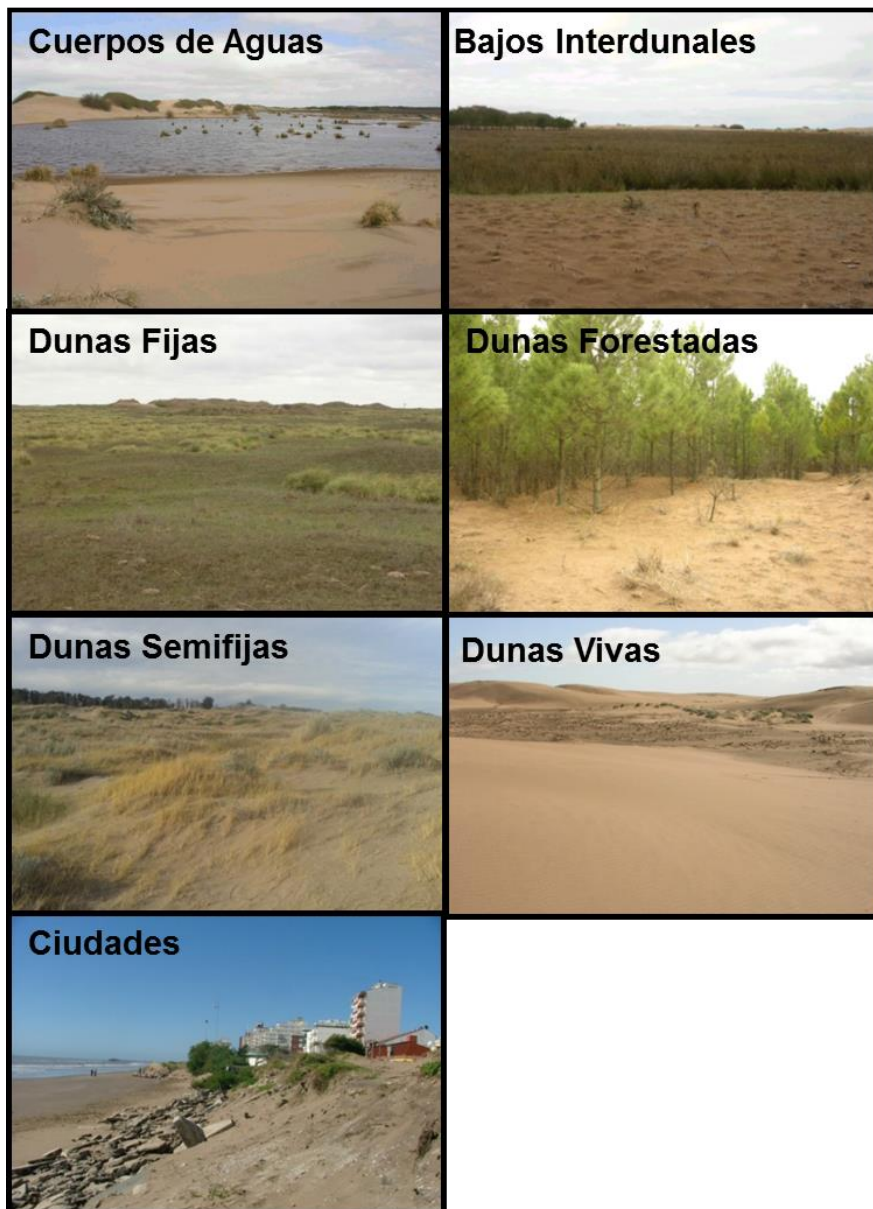 Cuerpos de Aguas
Bajos Interdunales
Dunas Fijas
Dunas Forestadas
Dunas Semifijas
Dunas Vivas
Ciudades